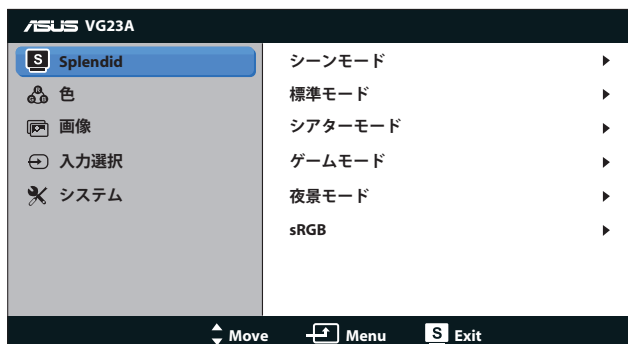 ASUS VG23A
S Splendid
色
画像
入力選択
システム
シーンモード
標準モード
シアターモード
ゲームモード
夜景モード
sRGB
Move Menu S Exit